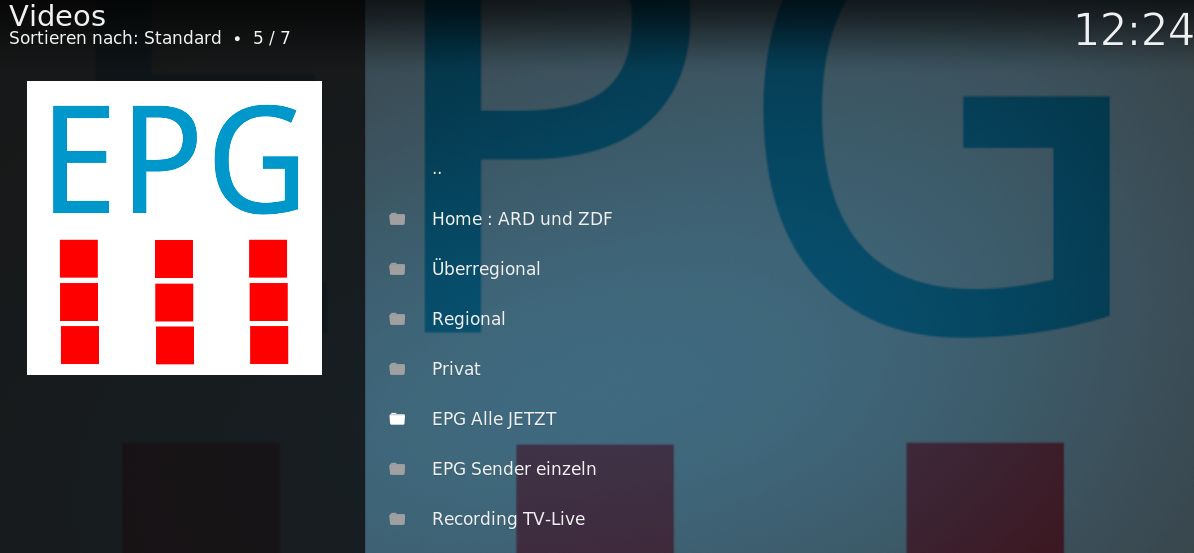 Videos
Sortieren nach: Standard • 5 / 7
12:24
EPG
..
Home : ARD und ZDF
Überregional
Regional
Privat
EPG Alle JETZT
EPG Sender einzeln
Recording TV-Live